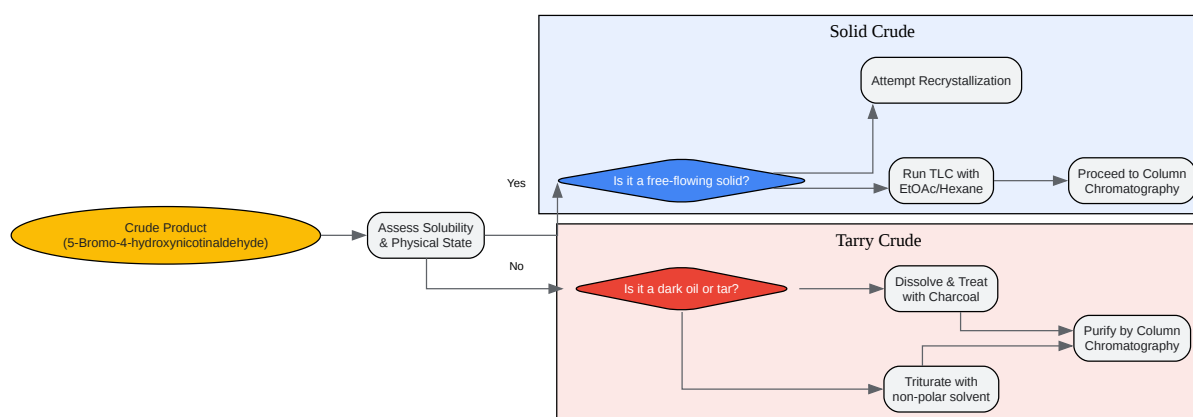 Solid Crude
Attempt Recrystallization
Yes
Is it a free-flowing solid?
Run TLC with
EtOAc/Hexane
Proceed to Column
Chromatography
Crude Product
(5-Bromo-4-hydroxynicotinaldehyde)
Assess Solubility
& Physical State
Tarry Crude
No
Is it a dark oil or tar?
Dissolve & Treat
with Charcoal
Purify by Column
Chromatography
Triturate with
non-polar solvent